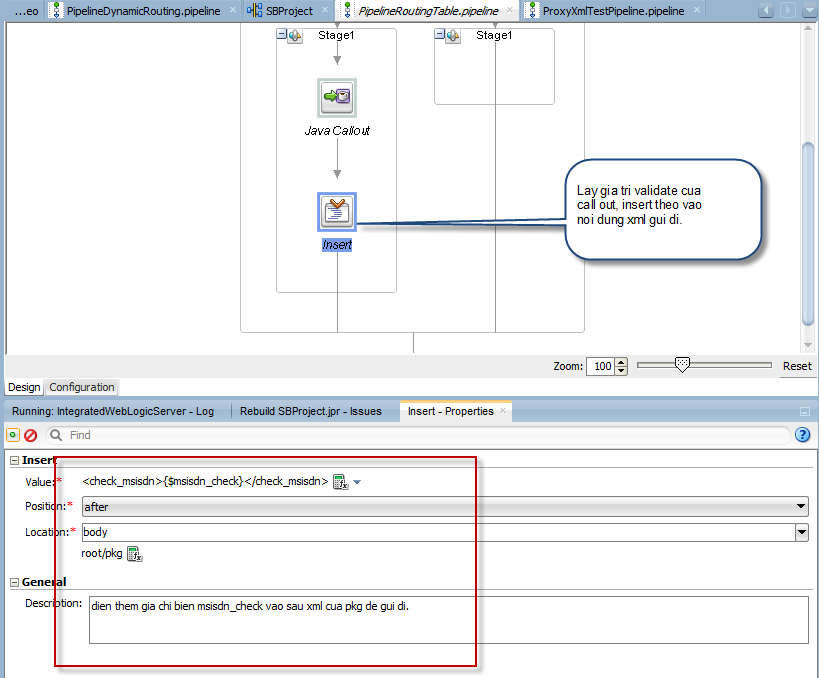 ...eo
PipelineDynamicRouting.pipeline
SBProject
PipelineRoutingTable.pipeline
ProxyXmlTestPipeline.pipeline
Stage1
Stage1
Java Callout
Lay gia tri validate cua
call out, insert theo vao
noi dung xml gui di.
Insert
Zoom: 100
Reset
Design
Configuration
Running: IntegratedWebLogicServer - Log
Rebuild SBProject.jpr - Issues
Insert - Properties
Find
Insert
Value:* <check_msisdn>{$msisdn_check}</check_msisdn>
Position:* after
Location:* body
root/pkg
General
Description: dien them gia chi bien msisdn_check vao sau xml cua pkg de gui di.